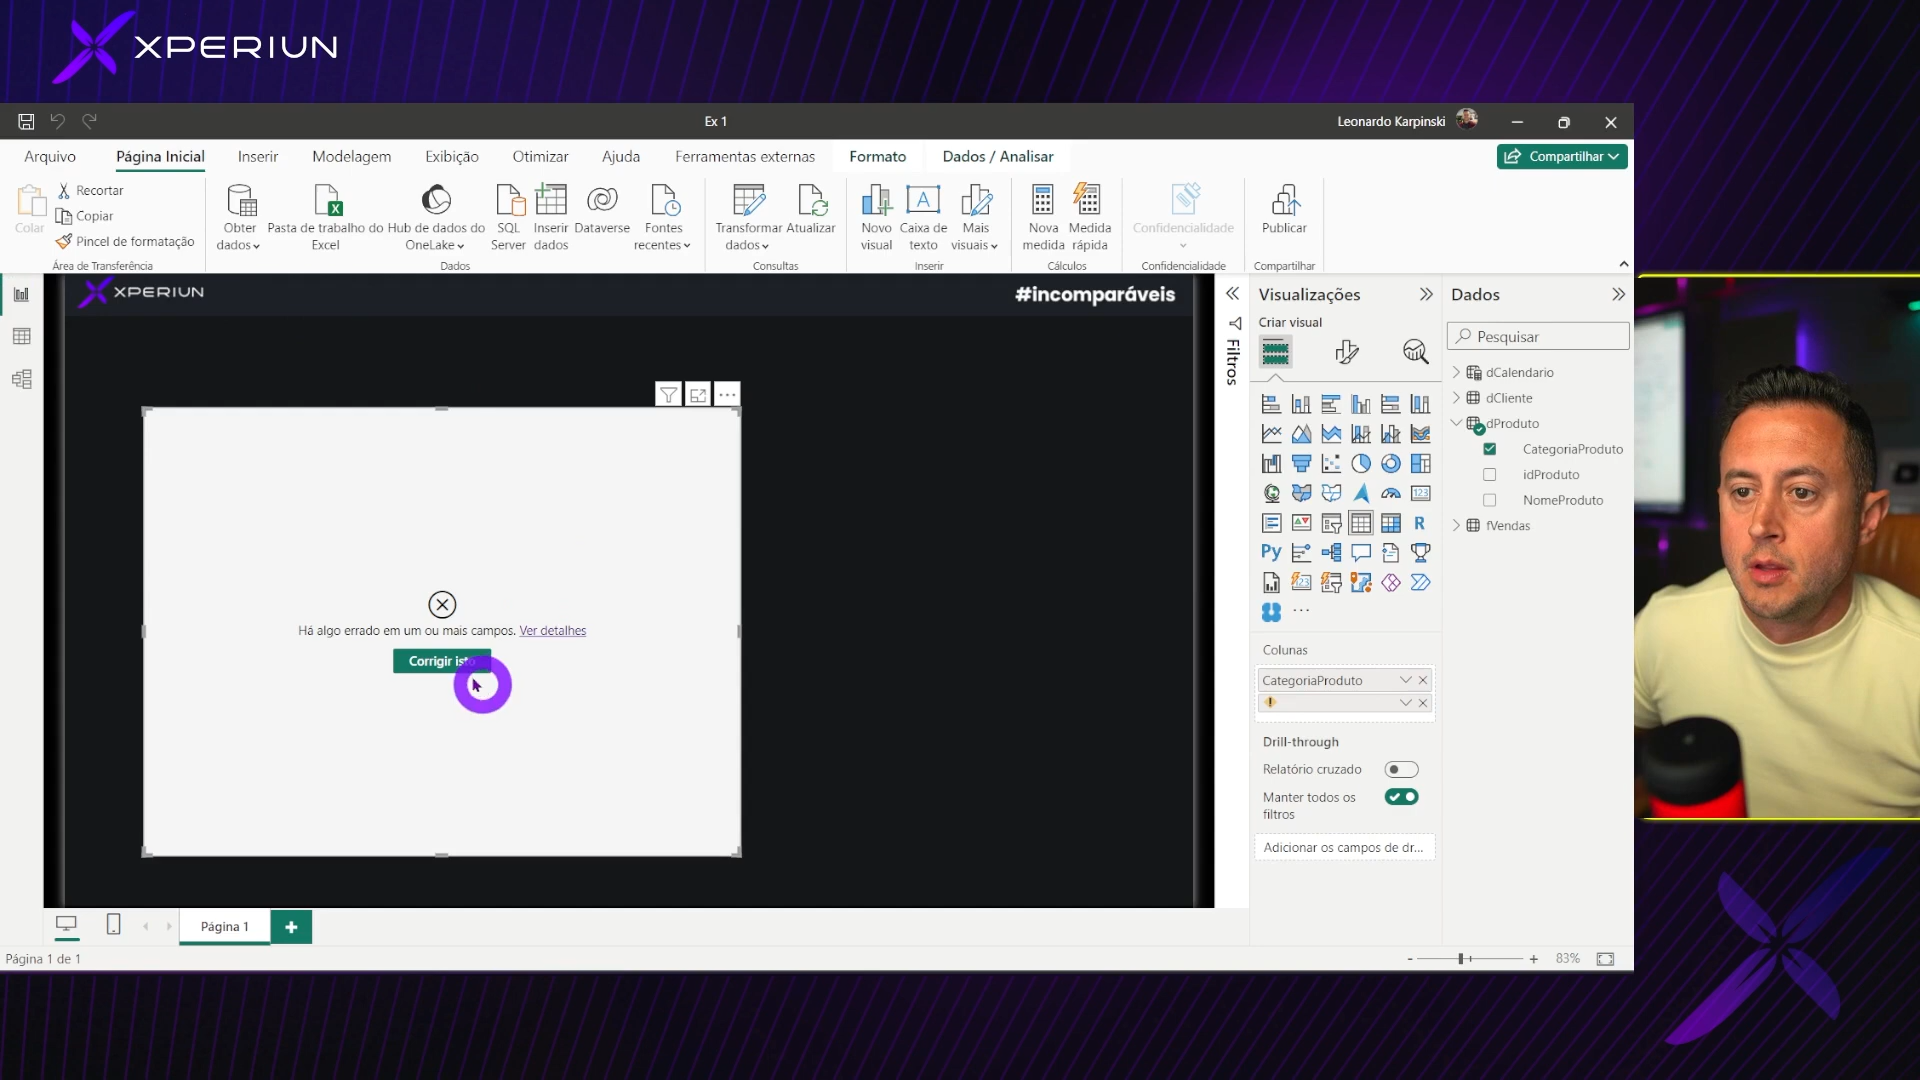 XPERIUN
Ex 1
Leonardo Karpinski
Arquivo
Página Inicial
Inserir
Modelagem
Exibição
Otimizar
Ajuda
Ferramentas externas
Formato
Dados / Analisar
Compartilhar
Colar
Recortar
Copiar
Pincel de formatação
Área de Transferência
Obter
dados
Pasta de trabalho do
Excel
Hub de dados do
OneLake
SQL
Server
Inserir
dados
Dataverse
Fontes
recentes
Dados
Transformar
dados
Atualizar
Consultas
Novo
visual
Caixa de
texto
Mais
visuais
Inserir
Nova
medida
Medida
rápida
Cálculos
Confidencialidade
Confidencialidade
Publicar
Compartilhar
XPERIUN
#incomparáveis
Há algo errado em um ou mais campos. Ver detalhes
Corrigir isto
Filtros
Visualizações
Criar visual
123
R
Py
123
Colunas
CategoriaProduto
Drill-through
Relatório cruzado
Manter todos os
filtros
Adicionar os campos de dr...
Dados
Pesquisar
dCalendario
dCliente
dProduto
CategoriaProduto
idProduto
NomeProduto
fVendas
Página 1
Página 1 de 1
83%